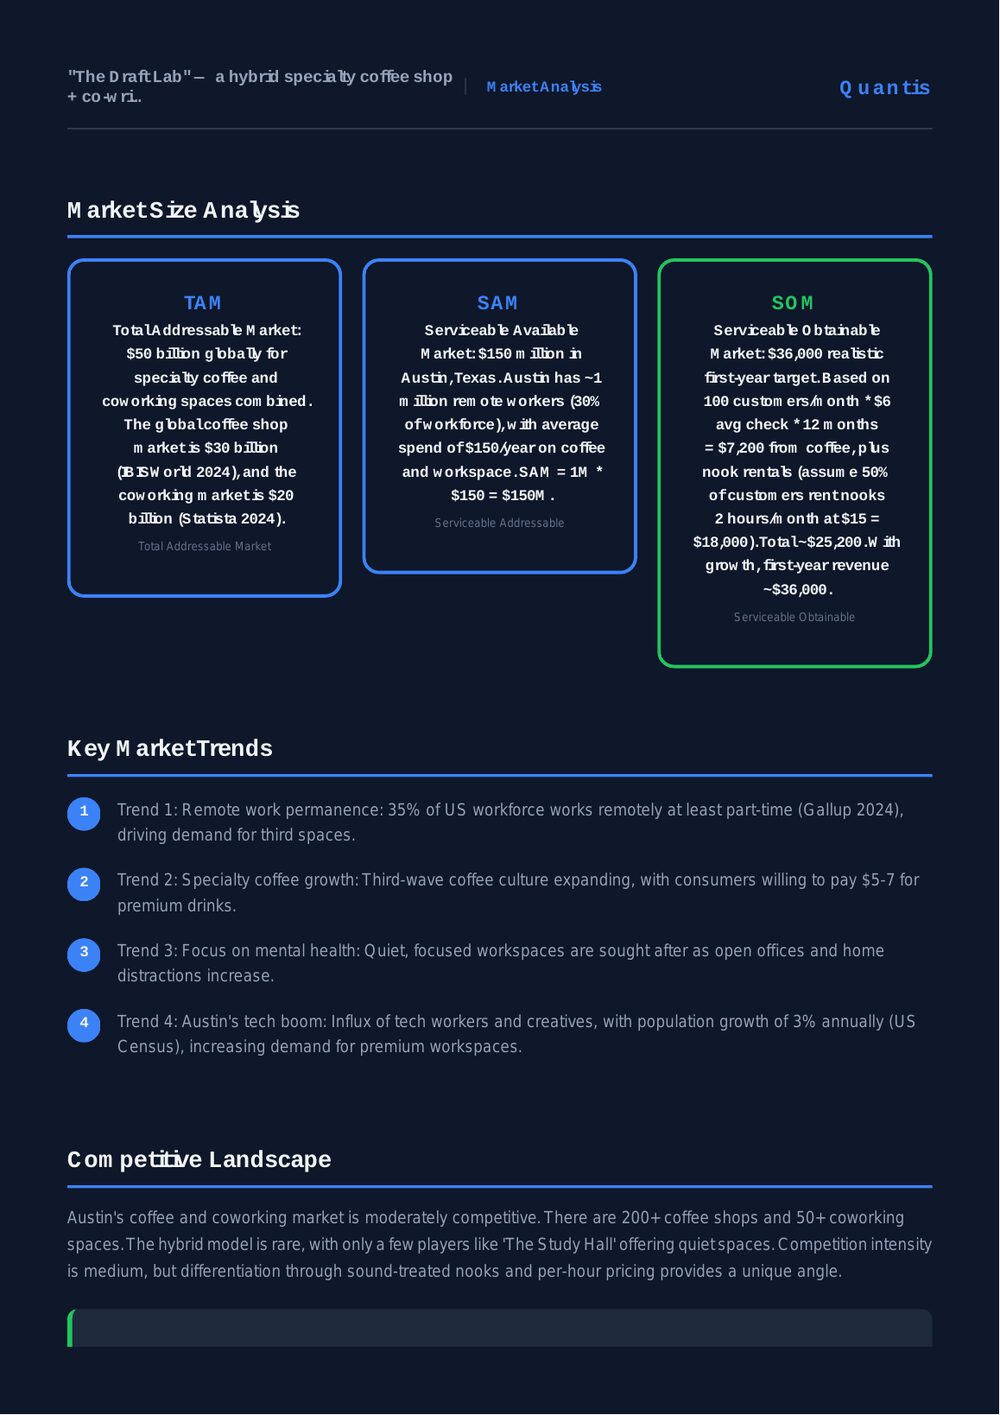 "The Draft Lab" — a hybrid specialty coffee shop
+ co-wri..
Market Analysis
Quantis
Market Size Analysis
TAM
Total Addressable Market:
$50 billion globally for
specialty coffee and
coworking spaces combined.
The global coffee shop
market is $30 billion
(IBISWorld 2024), and the
coworking market is $20
billion (Statista 2024).
Total Addressable Market
SAM
Serviceable Available
Market: $150 million in
Austin, Texas. Austin has ~1
million remote workers (30%
of workforce), with average
spend of $150/year on coffee
and workspace. SAM = 1M *
$150 = $150M.
Serviceable Addressable
SOM
Serviceable Obtainable
Market: $36,000 realistic
first-year target. Based on
100 customers/month * $6
avg check * 12 months
= $7,200 from coffee, plus
nook rentals (assume 50%
of customers rent nooks
2 hours/month at $15 =
$18,000). Total ~$25,200. With
growth, first-year revenue
~$36,000.
Serviceable Obtainable
Key Market Trends
1
Trend 1: Remote work permanence: 35% of US workforce works remotely at least part-time (Gallup 2024),
driving demand for third spaces.
2
Trend 2: Specialty coffee growth: Third-wave coffee culture expanding, with consumers willing to pay $5-7 for
premium drinks.
3
Trend 3: Focus on mental health: Quiet, focused workspaces are sought after as open offices and home
distractions increase.
4
Trend 4: Austin's tech boom: Influx of tech workers and creatives, with population growth of 3% annually (US
Census), increasing demand for premium workspaces.
Competitive Landscape
Austin's coffee and coworking market is moderately competitive. There are 200+ coffee shops and 50+ coworking
spaces. The hybrid model is rare, with only a few players like 'The Study Hall' offering quiet spaces. Competition intensity
is medium, but differentiation through sound-treated nooks and per-hour pricing provides a unique angle.